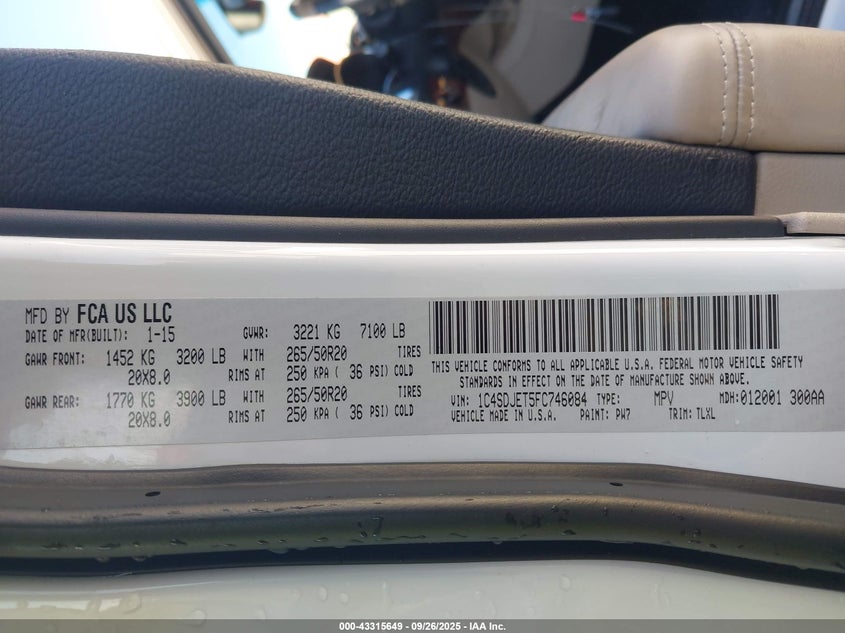 MFD BY FCA US LLC
DATE OF MFR(BUILT): 1-15 GVWR: 3221 KG 7100 LB
GAWR FRONT: 1452 KG 3200 LB WITH 265/50R20 TIRES
20X8.0 RIMS AT 250 KPA ( 36 PSI) COLD
GAWR REAR: 1770 KG 3900 LB WITH 265/50R20 TIRES
20X8.0 RIMS AT 250 KPA ( 36 PSI) COLD
THIS VEHICLE CONFORMS TO ALL APPLICABLE U.S.A. FEDERAL MOTOR VEHICLE SAFETY
STANDARDS IN EFFECT ON THE DATE OF MANUFACTURE SHOWN ABOVE.
VIN: 1C4SDJET5FC746084 TYPE: MPV MDH: 012001 300AA
VEHICLE MADE IN U.S.A. PAINT: PW7 TRIM: TLXL
000-43315649 | 09/26/2025 - IAA Inc.